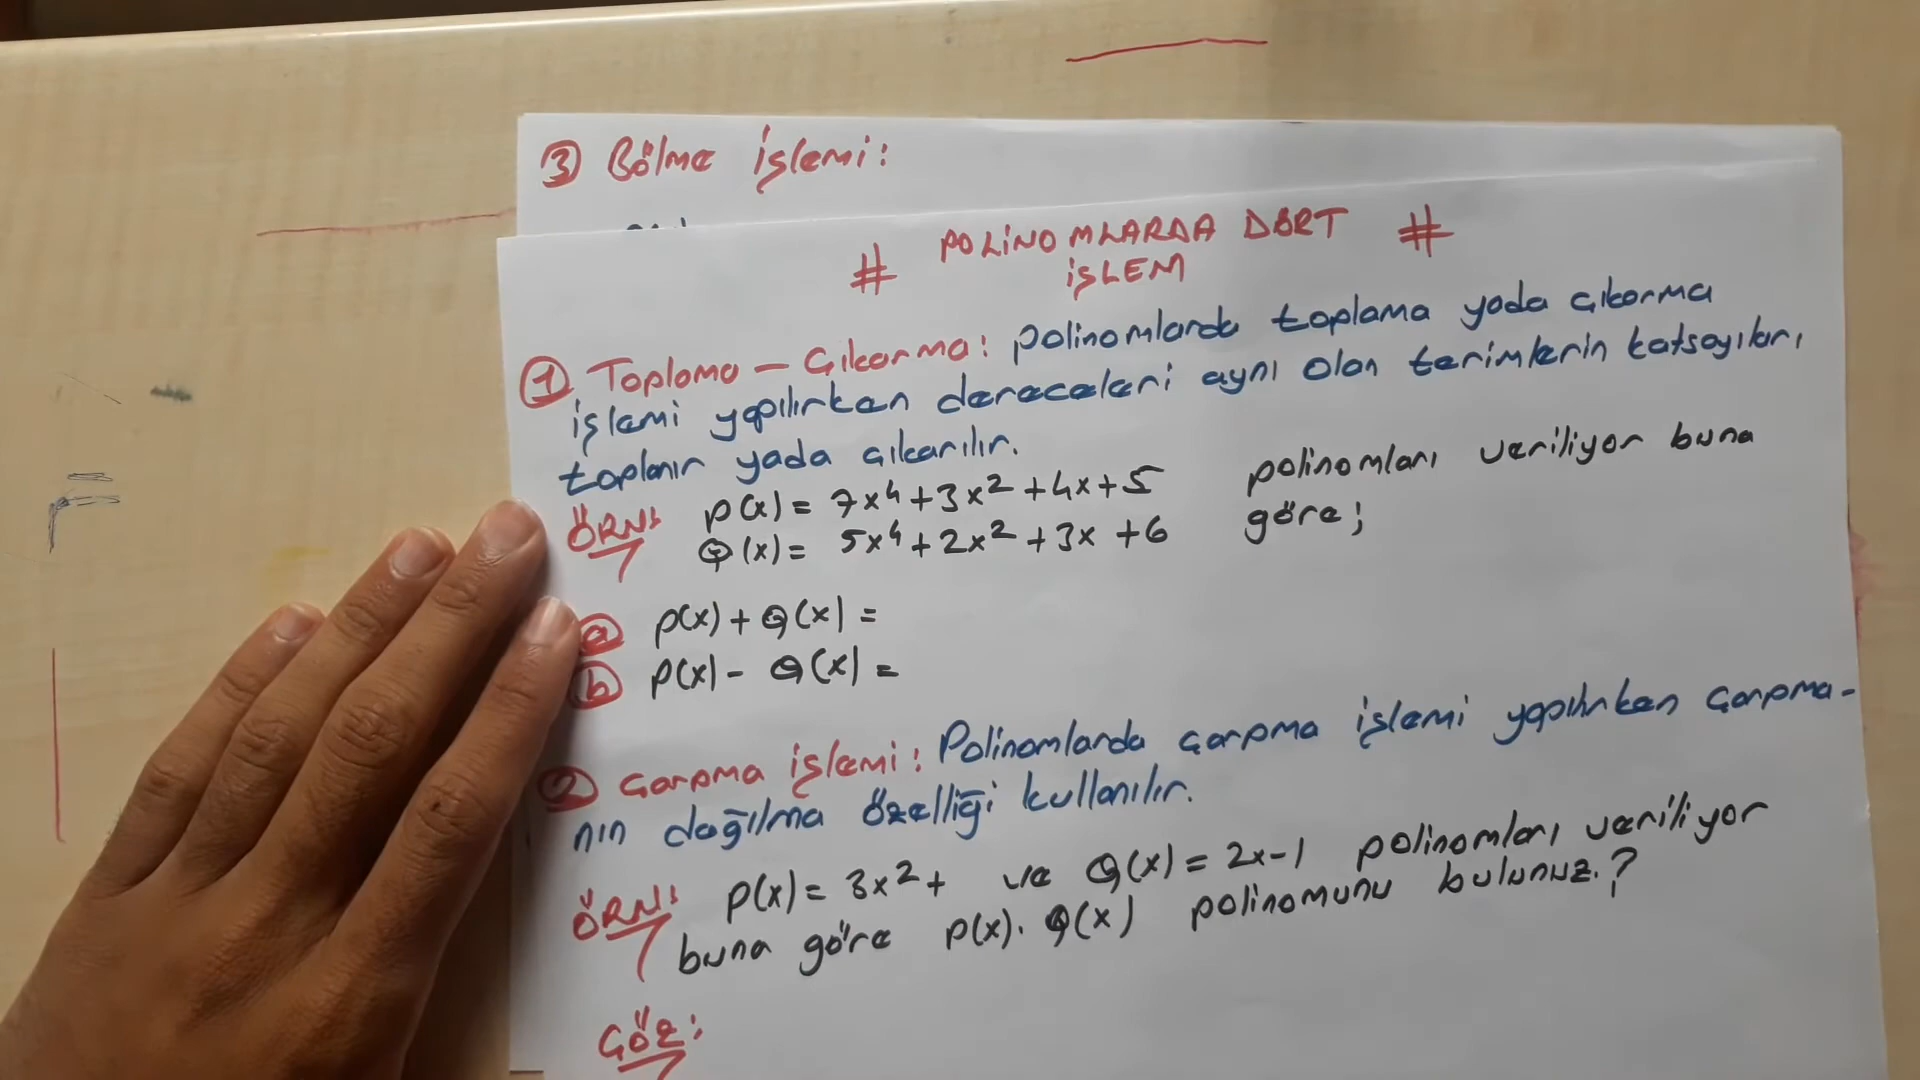 ③ Bölme işlemi:
# POLİNOMLARDA DÖRT #
İŞLEM
① Toplama – Çıkarma: Polinomlarda toplama yada çıkarma
işlemi yapılırken dereceleri aynı olan terimlerin katsayıları
toplanır yada çıkarılır.
ÖRN: P(x) = 7x⁴+3x²+4x+5 polinomları veriliyor buna
Q(x) = 5x⁴+2x²+3x+6 göre;
ⓐ P(x)+Q(x) =
ⓑ P(x)- Q(x) =
② Çarpma işlemi: Polinomlarda çarpma işlemi yapılırken çarpma-
nın dağılma özelliği kullanılır.
ÖRN: P(x) = 3x²+ ve Q(x) = 2x-1 polinomları veriliyor
buna göre P(x). Q(x) polinomunu bulunuz.?
ÇÖZ: